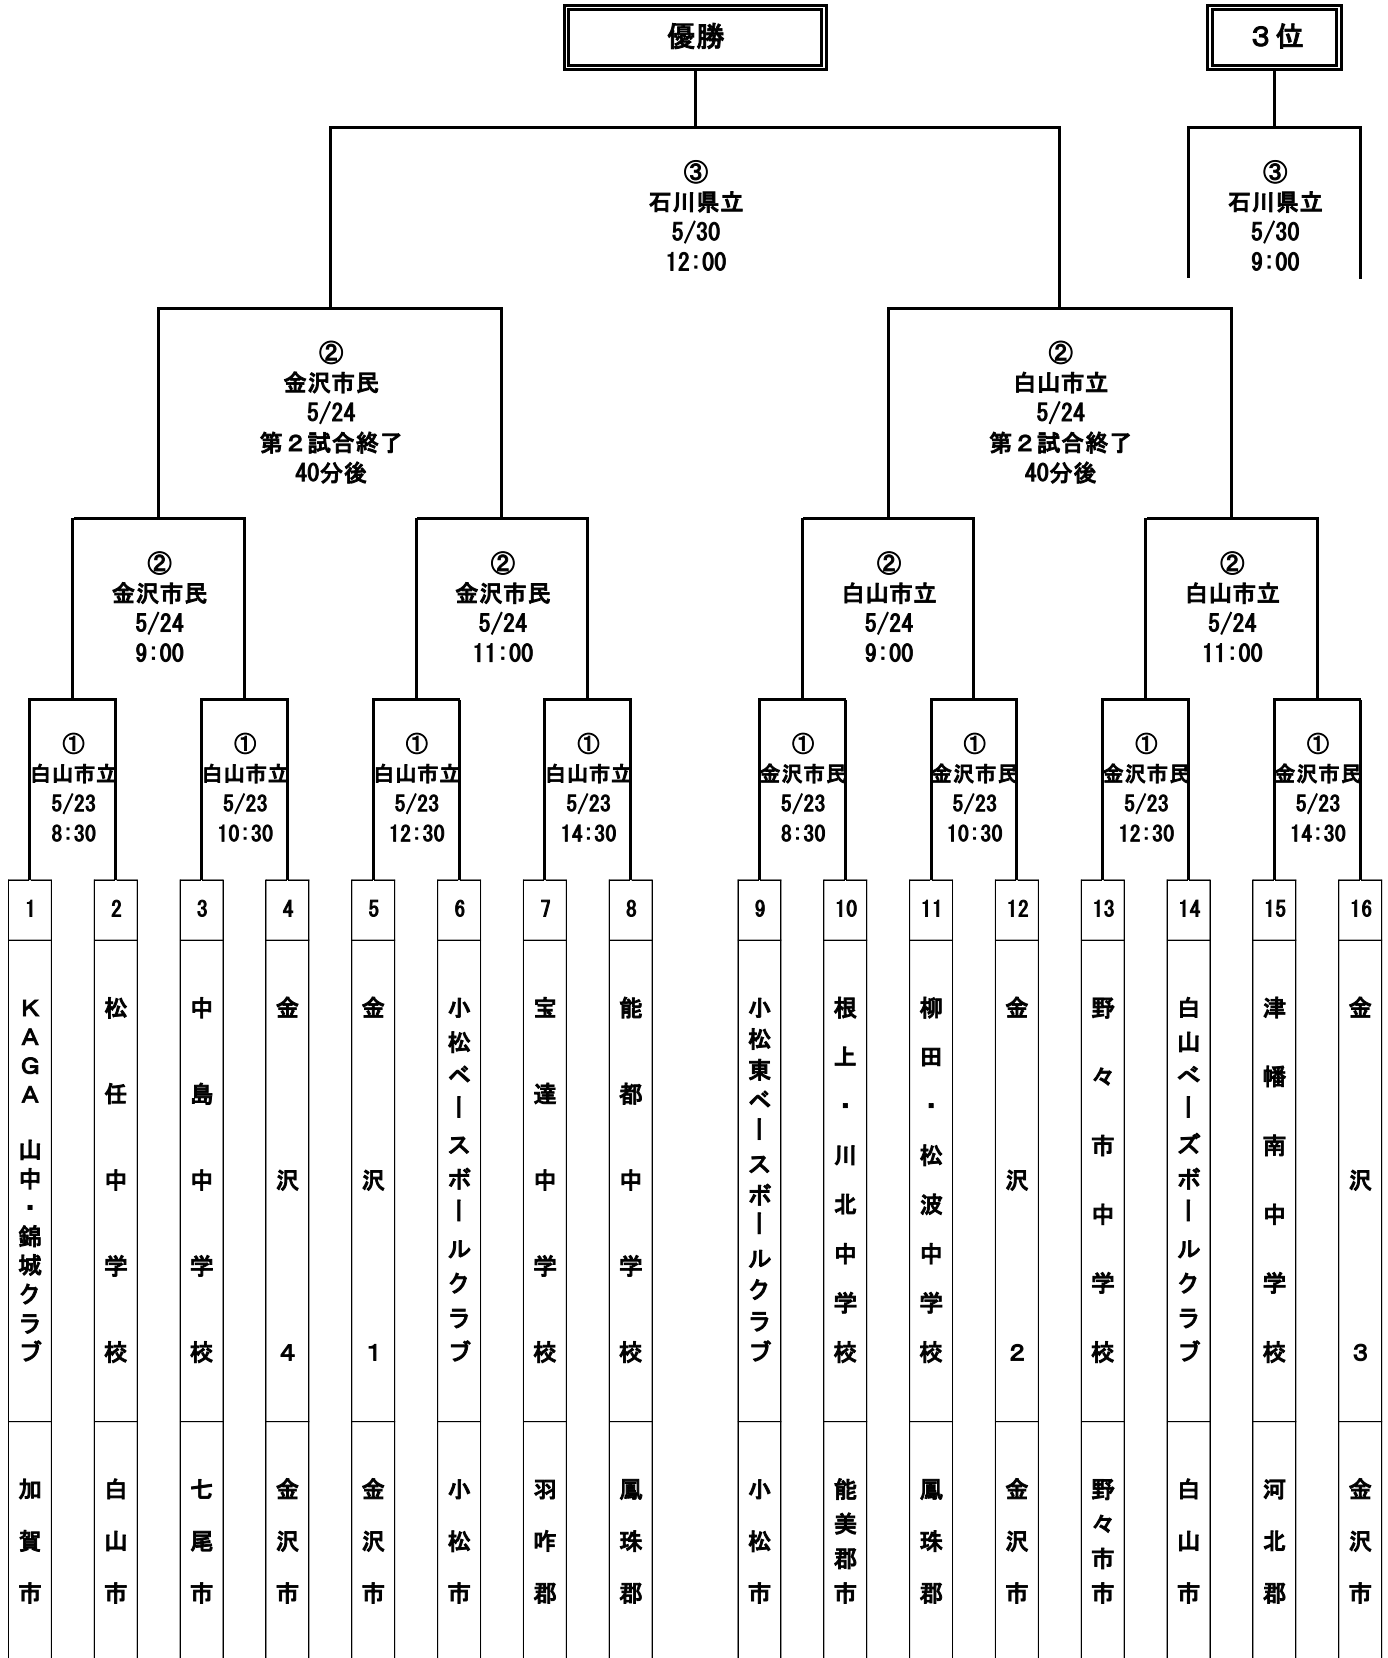 優勝
３位
③
石川県立
5/30
12:00
③
石川県立
5/30
9:00
②
金沢市民
5/24
第２試合終了
40分後
②
白山市立
5/24
第２試合終了
40分後
②
金沢市民
5/24
9:00
②
金沢市民
5/24
11:00
②
白山市立
5/24
9:00
②
白山市立
5/24
11:00
①
白山市立
5/23
8:30
①
白山市立
5/23
10:30
①
白山市立
5/23
12:30
①
白山市立
5/23
14:30
①
金沢市民
5/23
8:30
①
金沢市民
5/23
10:30
①
金沢市民
5/23
12:30
①
金沢市民
5/23
14:30
1
ＫＡＧＡ 山中・錦城クラブ
加賀市
2
松任中学校
白山市
3
中島中学校
七尾市
4
金沢４
金沢市
5
金沢１
金沢市
6
小松ベースボールクラブ
小松市
7
宝達中学校
羽咋郡
8
能都中学校
鳳珠郡
9
小松東ベースボールクラブ
小松市
10
根上・川北中学校
能美郡市
11
柳田・松波中学校
鳳珠郡
12
金沢２
金沢市
13
野々市中学校
野々市市
14
白山ベーズボールクラブ
白山市
15
津幡南中学校
河北郡
16
金沢３
金沢市